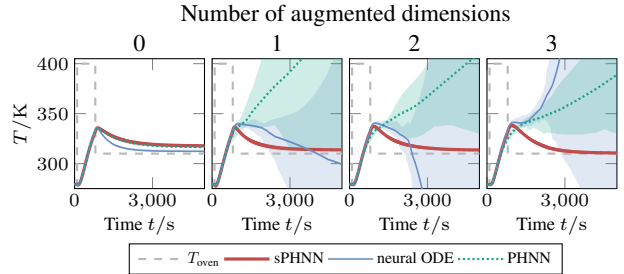 Number of augmented dimensions
0 1 2 3
400
350
300
T/K
0 3,000 0 3,000 0 3,000 0 3,000
Time t/s Time t/s Time t/s Time t/s
T_oven sPHNN neural ODE PHNN